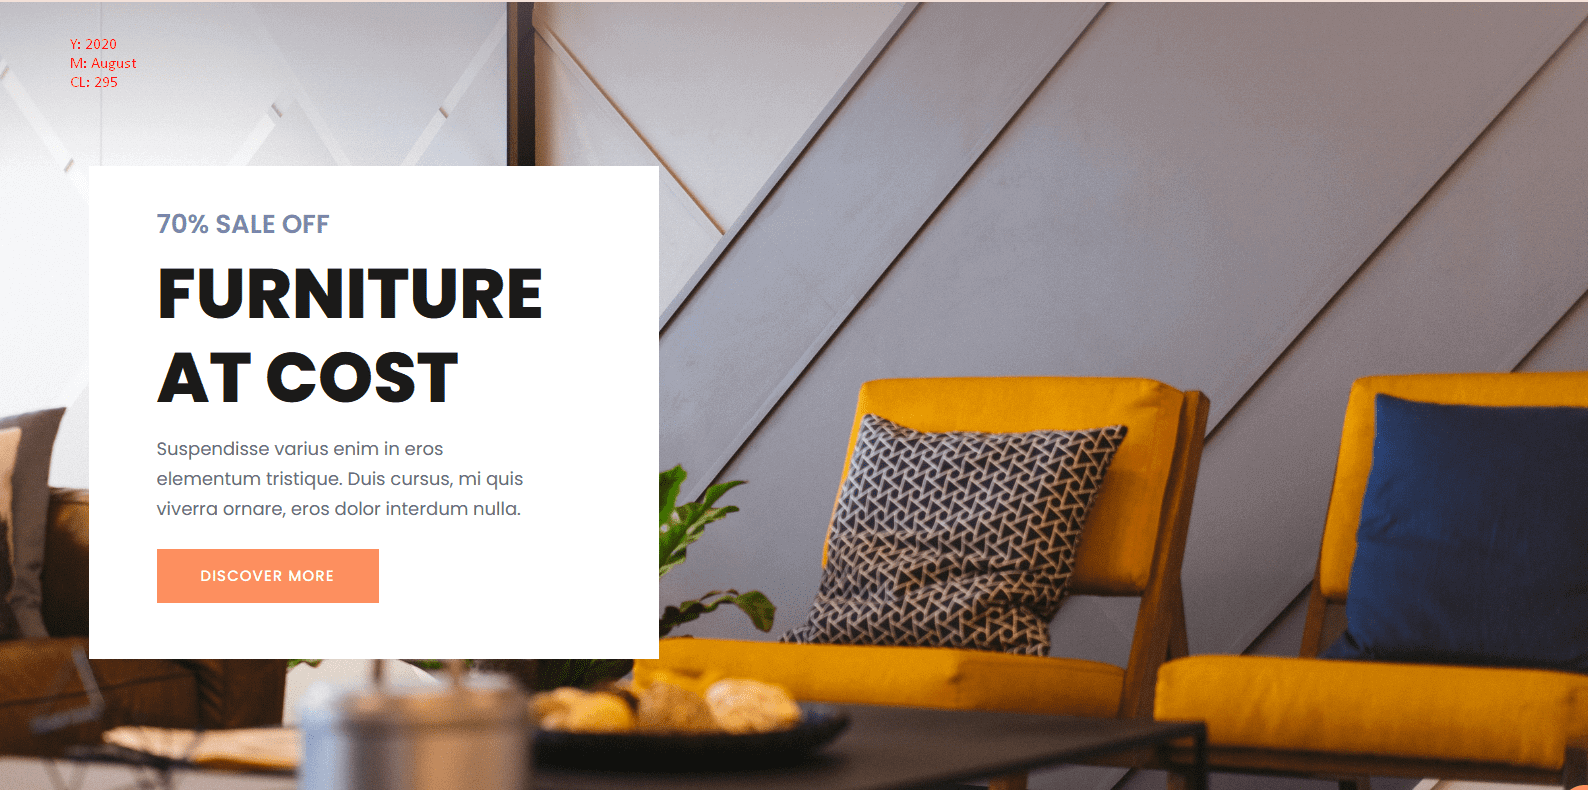 Y: 2020
M: August
CL: 295
70% SALE OFF
FURNITURE
AT COST
Suspendisse varius enim in eros
elementum tristique. Duis cursus, mi quis
viverra ornare, eros dolor interdum nulla.
DISCOVER MORE